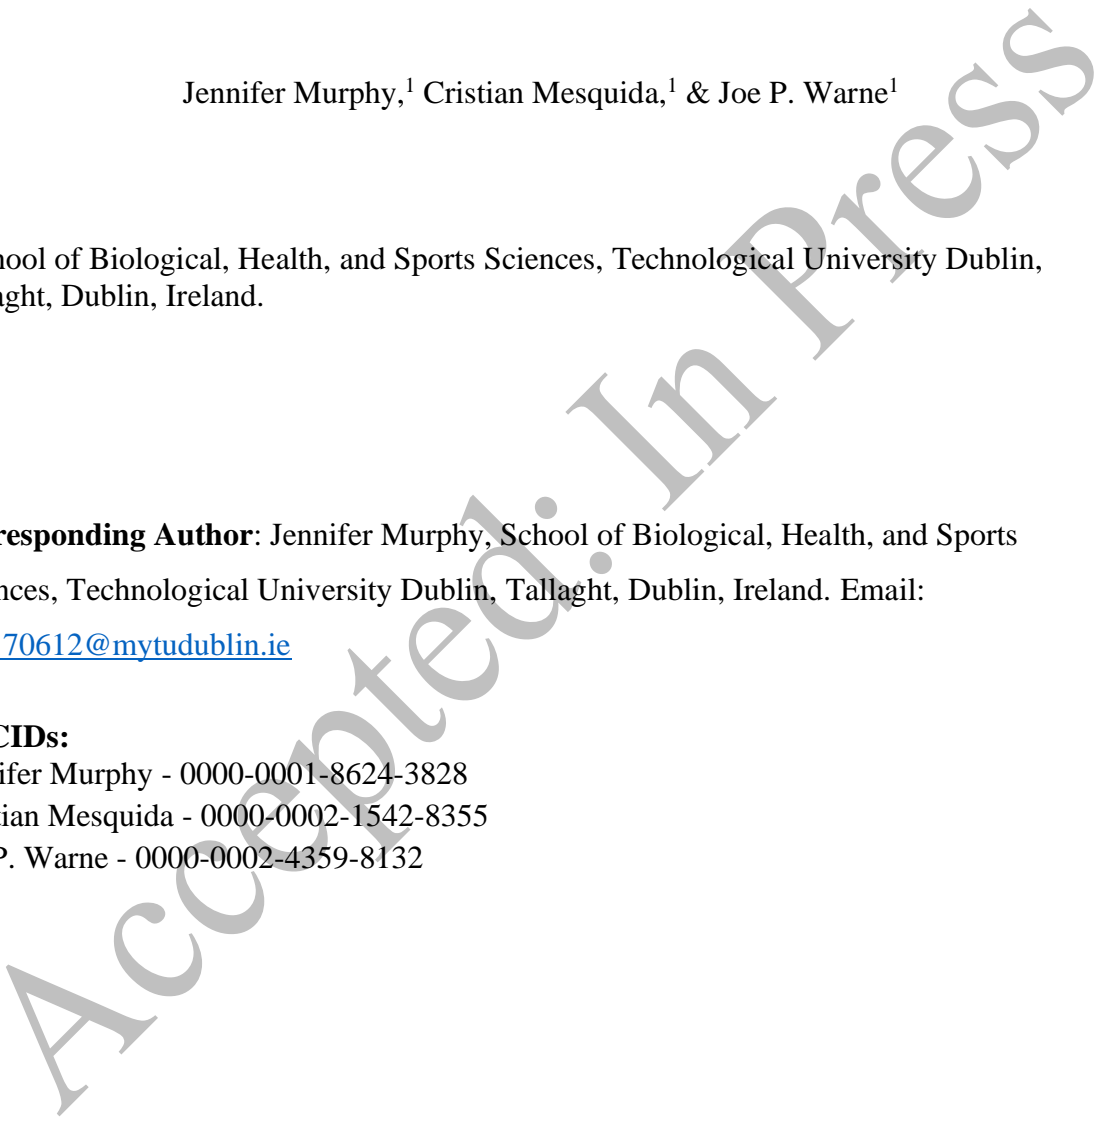 Jennifer Murphy,1 Cristian Mesquida,1 & Joe P. Warne1
hool of Biological, Health, and Sports Sciences, Technological University Dublin,
aght, Dublin, Ireland.
responding Author: Jennifer Murphy, School of Biological, Health, and Sports
nces, Technological University Dublin, Tallaght, Dublin, Ireland. Email:
70612@mytudublin.ie
CIDs:
ifer Murphy - 0000-0001-8624-3828
tian Mesquida - 0000-0002-1542-8355
P. Warne - 0000-0002-4359-8132
Accepted: In Press